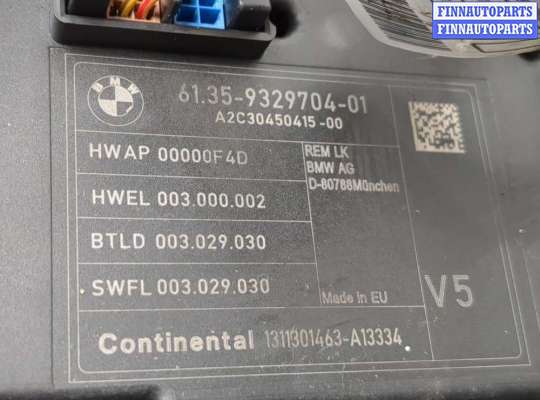 FINNAUTOPARTS
FINNAUTOPARTS
FINNAUTOPARTS
BMW
61.35-9329704-01
A2C30450415-00
HWAP 00000F4D
REM LK
BMW AG
D-80788München
HWEL 003.000.002
BTLD 003.029.030
SWFL 003.029.030
Made in EU
V5
Continental 1311301463-A13334